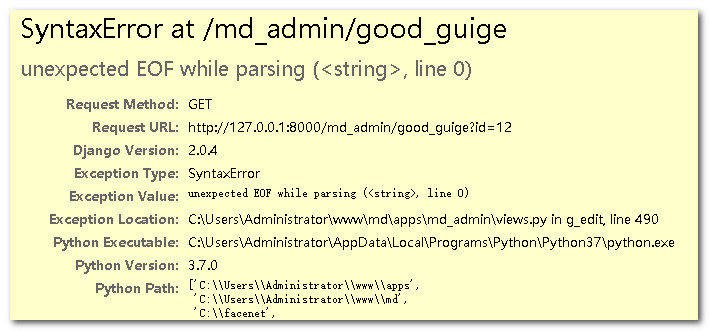 SyntaxError at /md_admin/good_guige
unexpected EOF while parsing (<string>, line 0)
Request Method: GET
Request URL: http://127.0.0.1:8000/md_admin/good_guige?id=12
Django Version: 2.0.4
Exception Type: SyntaxError
Exception Value: unexpected EOF while parsing (<string>, line 0)
Exception Location: C:\Users\Administrator\www\md\apps\md_admin\views.py in g_edit, line 490
Python Executable: C:\Users\Administrator\AppData\Local\Programs\Python\Python37\python.exe
Python Version: 3.7.0
Python Path: ['C:\\Users\\Administrator\\www\\apps',
'C:\\Users\\Administrator\\www\\md',
'C:\\facenet',